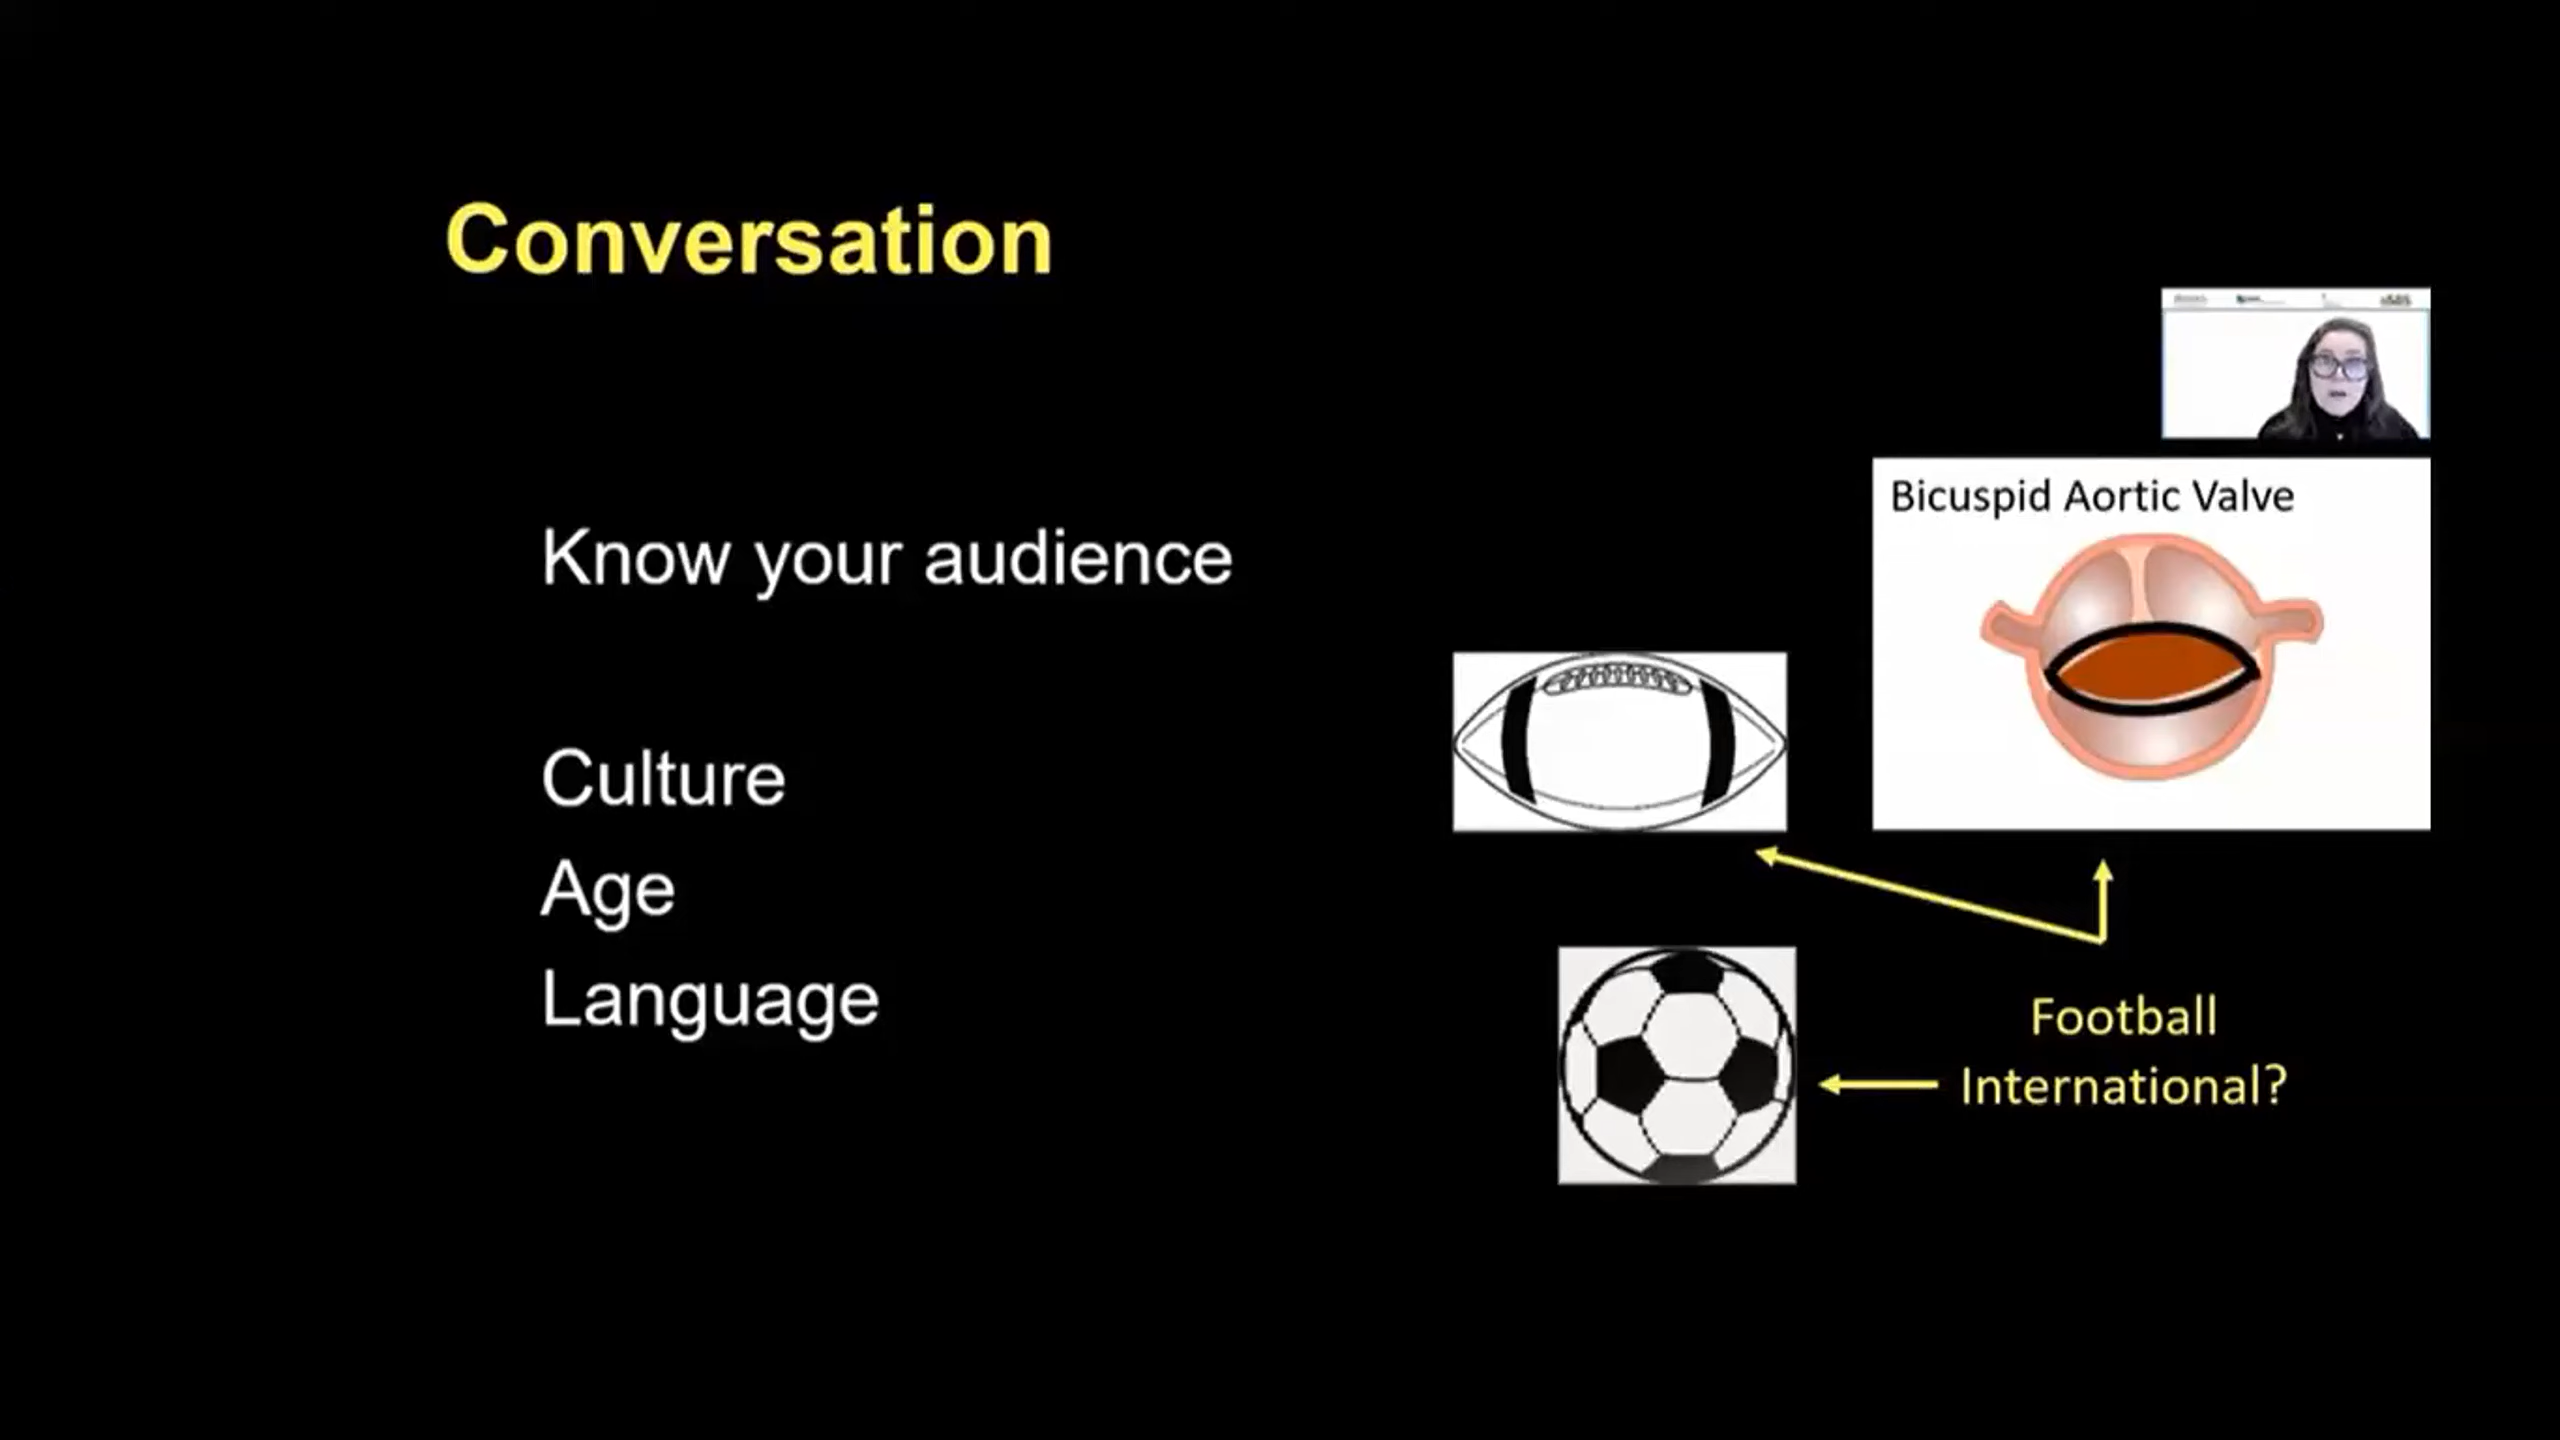 Conversation
Know your audience
Culture
Age
Language
Bicuspid Aortic Valve
Football
International?